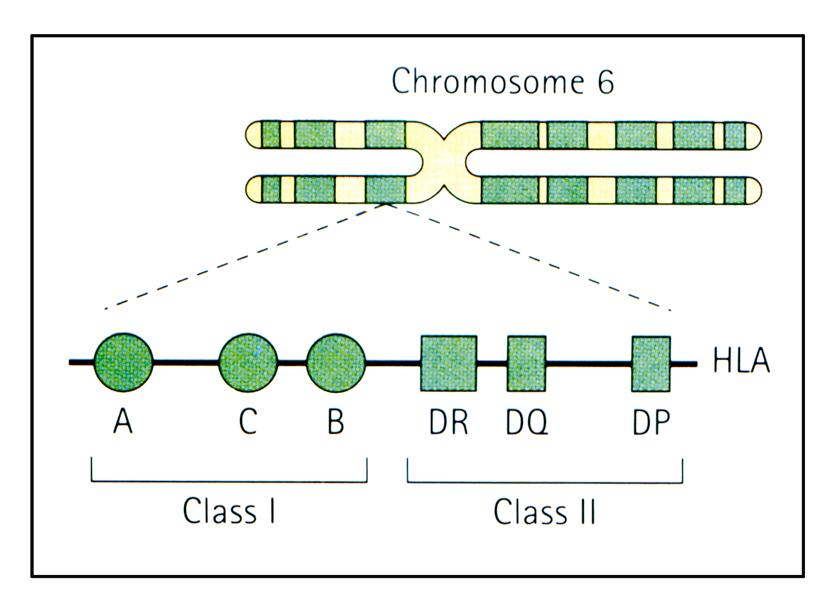 Chromosome 6
HLA
A C B DR DQ DP
Class I Class II